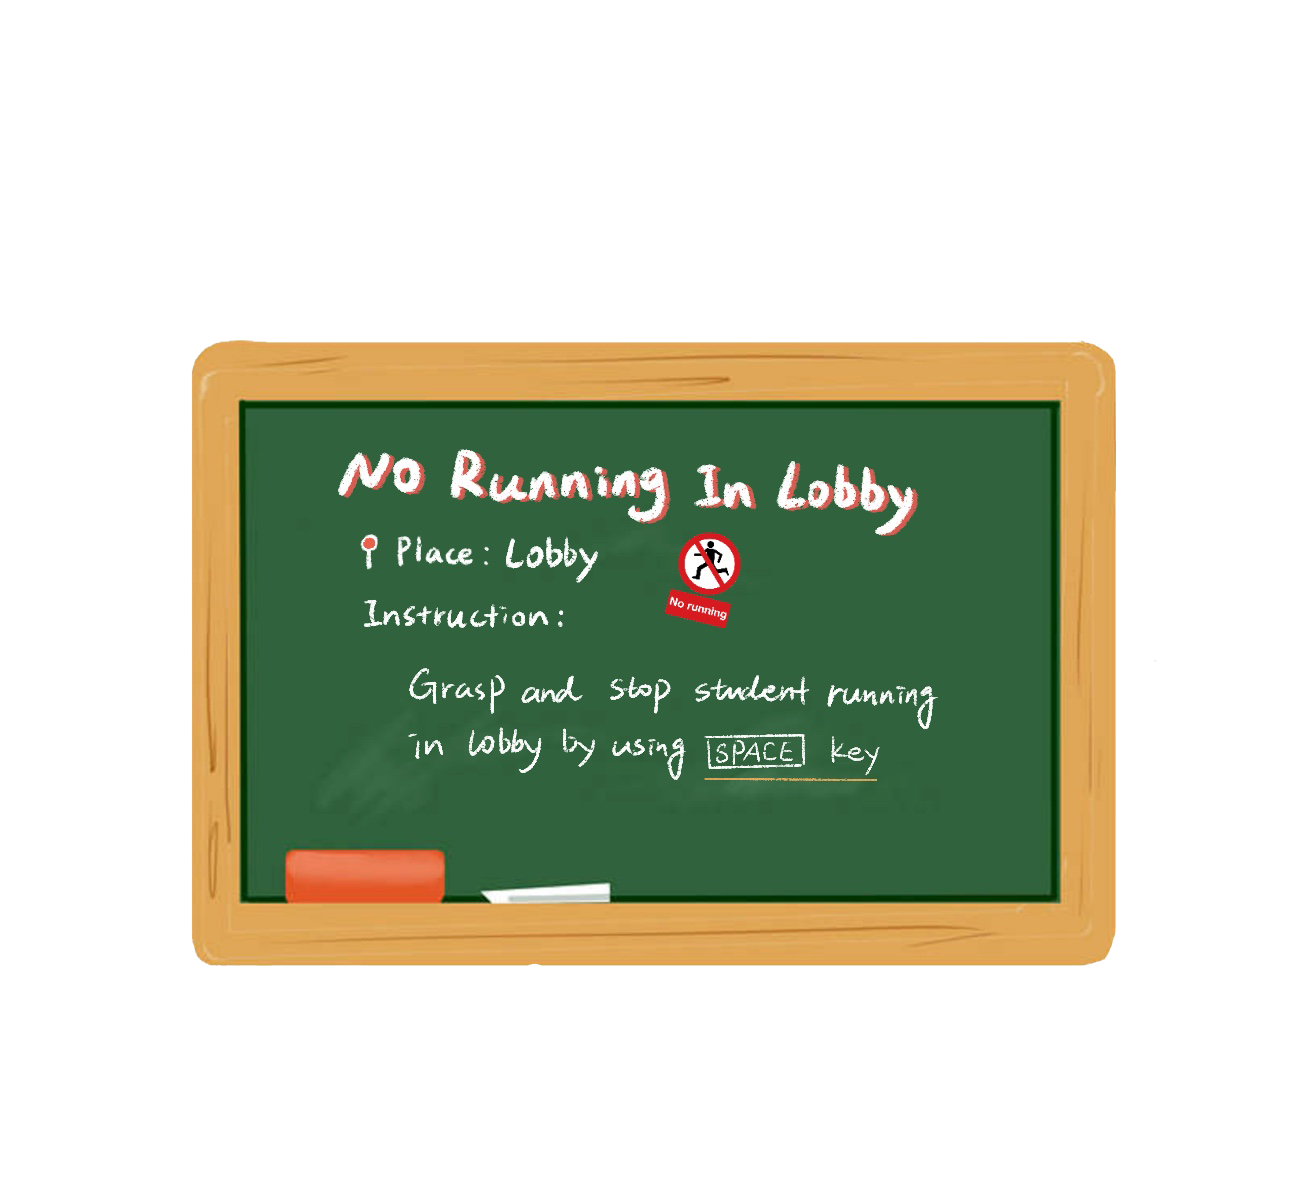 No Running In Lobby
Place: Lobby
No running
Instruction:
Grasp and stop student running
in lobby by using SPACE key